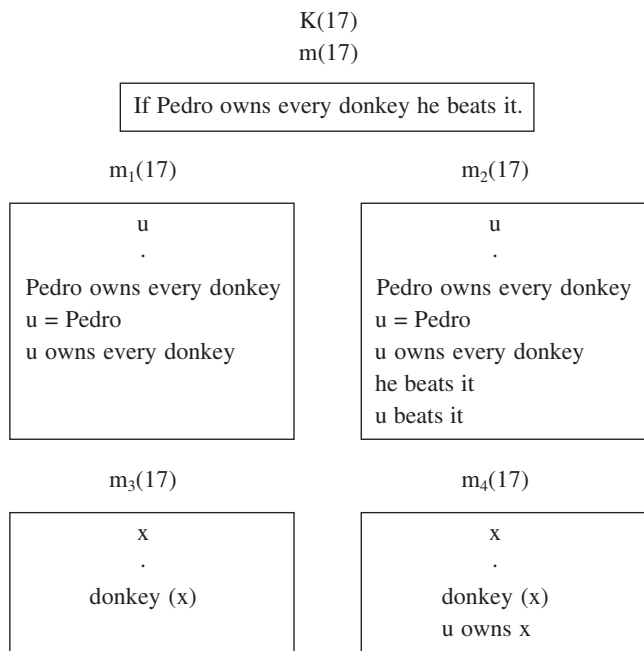 K(17)
m(17)
If Pedro owns every donkey he beats it.
m₁(17)
m₂(17)
u
.
Pedro owns every donkey
u = Pedro
u owns every donkey
u
.
Pedro owns every donkey
u = Pedro
u owns every donkey
he beats it
u beats it
m₃(17)
m₄(17)
x
.
donkey (x)
x
.
donkey (x)
u owns x